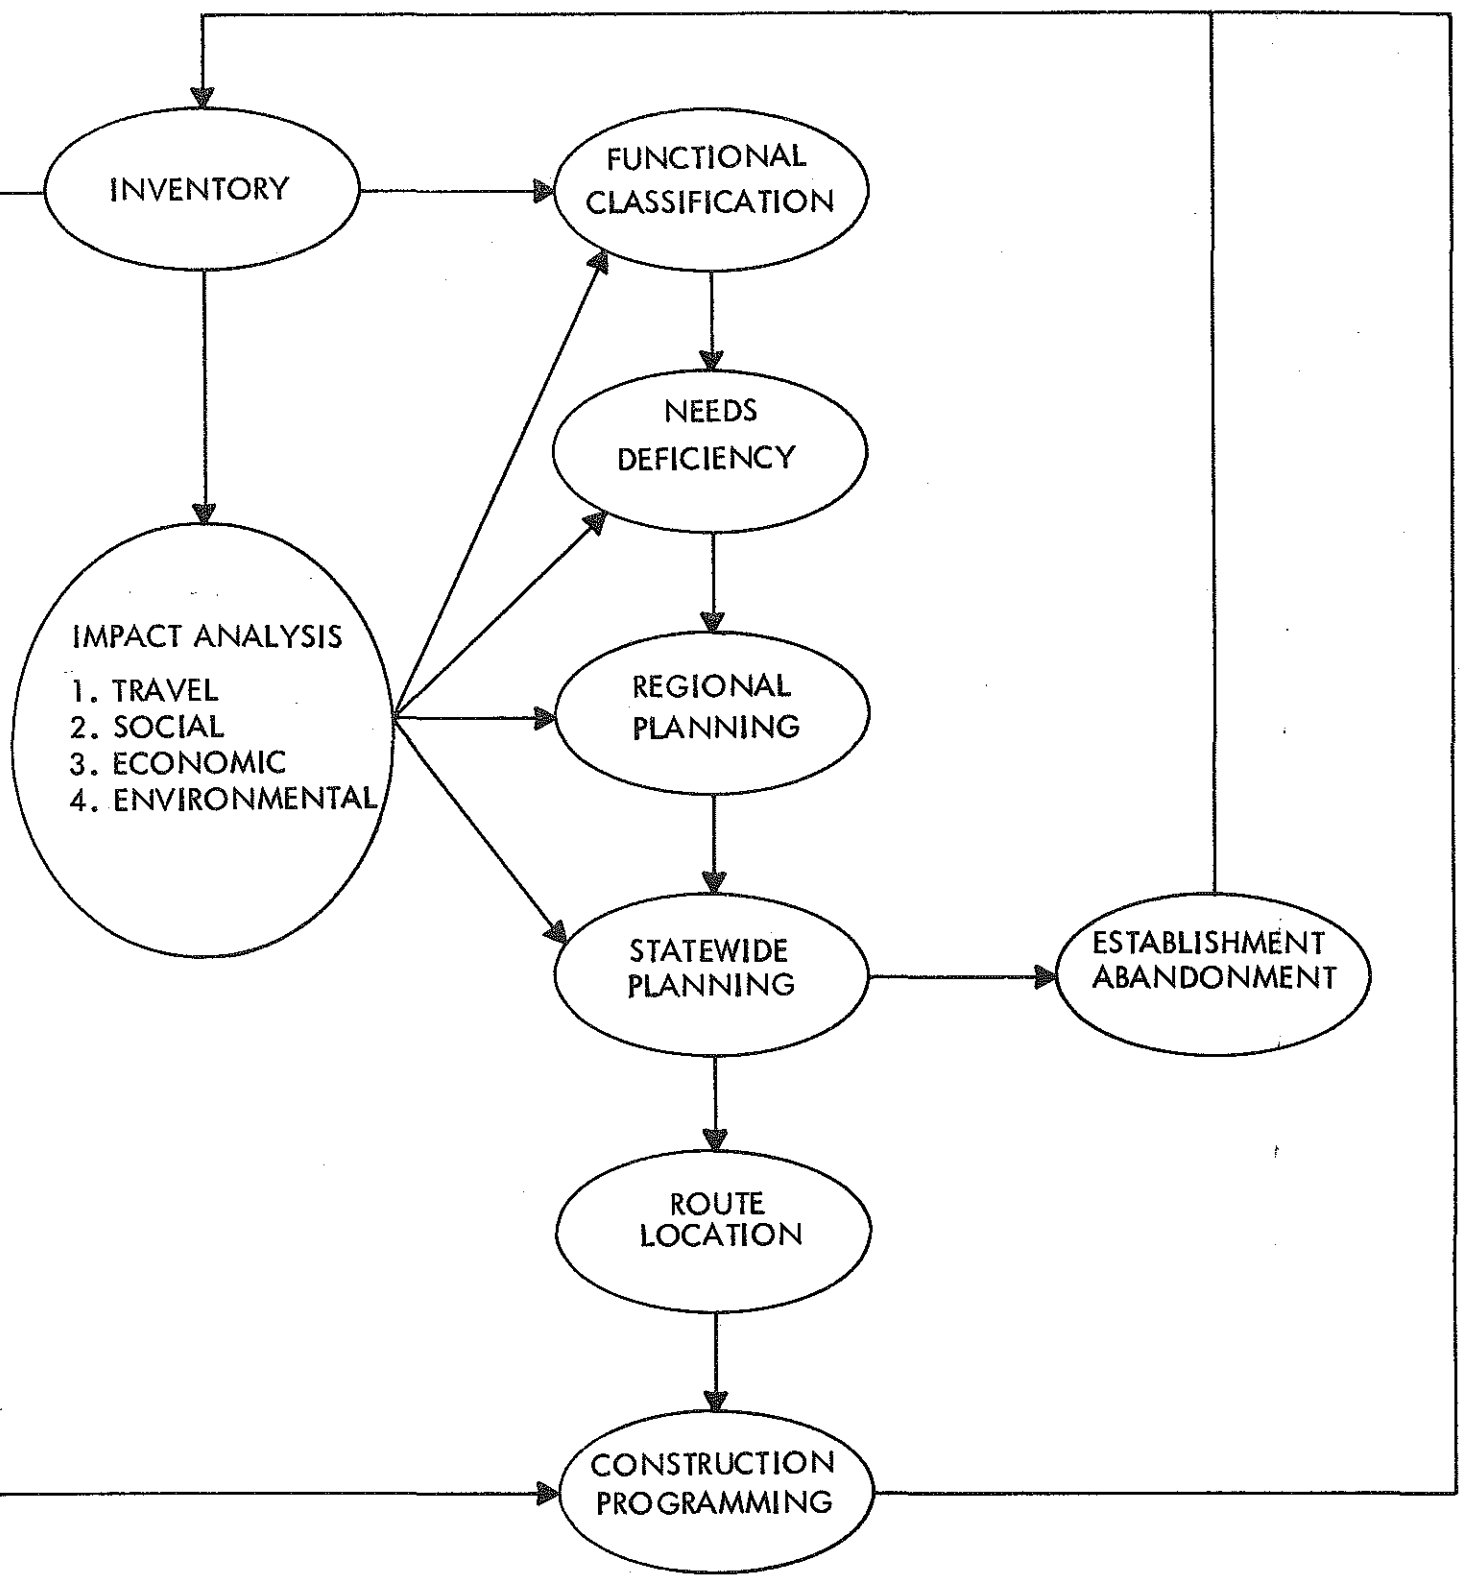 INVENTORY
FUNCTIONAL
CLASSIFICATION
NEEDS
DEFICIENCY
IMPACT ANALYSIS
1. TRAVEL
2. SOCIAL
3. ECONOMIC
4. ENVIRONMENTAL
REGIONAL
PLANNING
STATEWIDE
PLANNING
ESTABLISHMENT
ABANDONMENT
ROUTE
LOCATION
CONSTRUCTION
PROGRAMMING